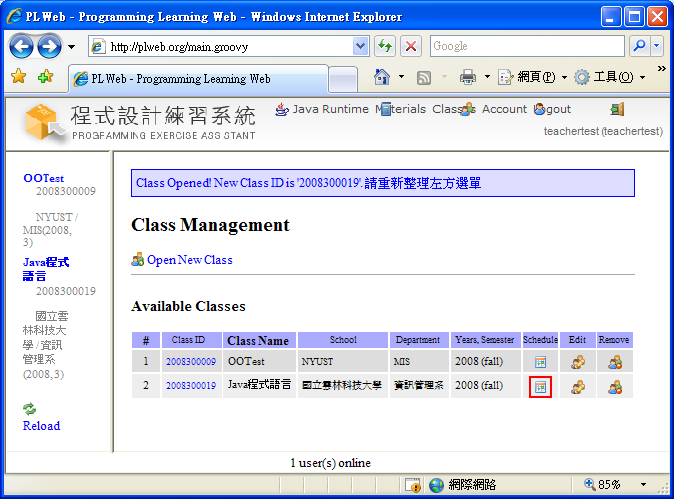 PLWeb - Programming Learning Web - Windows Internet Explorer
http://plweb.org/main.groovy
Google
PLWeb - Programming Learning Web
網頁(P)
工具(O)
»
程式設計練習系統
PROGRAMMING EXERCISE ASSISTANT
Java Runtime Materials Classes Account Logout
teachertest (teachertest)
OOTest
2008300009
NYUST /
MIS(2008,
3)
Java程式
語言
2008300019
國立雲
林科技大
學 / 資訊
管理系
(2008,3)
Reload
Class Opened! New Class ID is '2008300019'.請重新整理左方選單
Class Management
Open New Class
Available Classes
# Class ID Class Name School Department Years, Semester Schedule Edit Remove
1 2008300009 OOTest NYUST MIS 2008 (fall)
2 2008300019 Java程式語言 國立雲林科技大學 資訊管理系 2008 (fall)
1 user(s) online
網際網路
85%